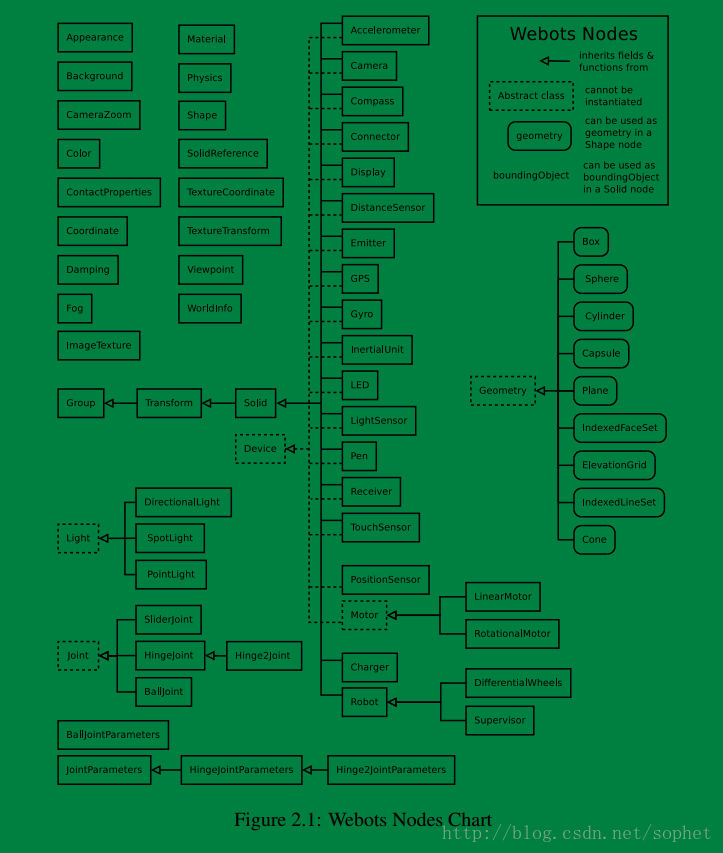 Appearance
Background
CameraZoom
Color
ContactProperties
Coordinate
Damping
Fog
ImageTexture
Material
Physics
Shape
SolidReference
TextureCoordinate
TextureTransform
Viewpoint
WorldInfo
Group
Transform
Solid
Device
Light
DirectionalLight
SpotLight
PointLight
Joint
SliderJoint
HingeJoint
Hinge2Joint
BallJoint
BallJointParameters
JointParameters
HingeJointParameters
Hinge2JointParameters
Accelerometer
Camera
Compass
Connector
Display
DistanceSensor
Emitter
GPS
Gyro
InertialUnit
LED
LightSensor
Pen
Receiver
TouchSensor
PositionSensor
Motor
LinearMotor
RotationalMotor
Charger
Robot
DifferentialWheels
Supervisor
Webots Nodes
inherits fields &
functions from
Abstract class
cannot be
instantiated
geometry
can be used as
geometry in a
Shape node
boundingObject
can be used as
boundingObject
in a Solid node
Geometry
Box
Sphere
Cylinder
Capsule
Plane
IndexedFaceSet
ElevationGrid
IndexedLineSet
Cone
Figure 2.1: Webots Nodes Chart
http://blog.csdn.net/sophet